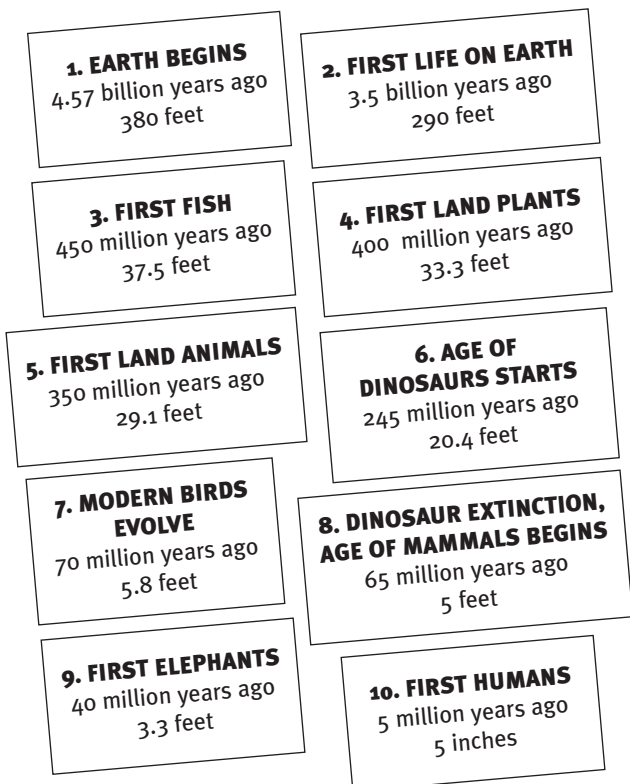 1. EARTH BEGINS
4.57 billion years ago
380 feet
2. FIRST LIFE ON EARTH
3.5 billion years ago
290 feet
3. FIRST FISH
450 million years ago
37.5 feet
4. FIRST LAND PLANTS
400 million years ago
33.3 feet
5. FIRST LAND ANIMALS
350 million years ago
29.1 feet
6. AGE OF
DINOSAURS STARTS
245 million years ago
20.4 feet
7. MODERN BIRDS
EVOLVE
70 million years ago
5.8 feet
8. DINOSAUR EXTINCTION,
AGE OF MAMMALS BEGINS
65 million years ago
5 feet
9. FIRST ELEPHANTS
40 million years ago
3.3 feet
10. FIRST HUMANS
5 million years ago
5 inches